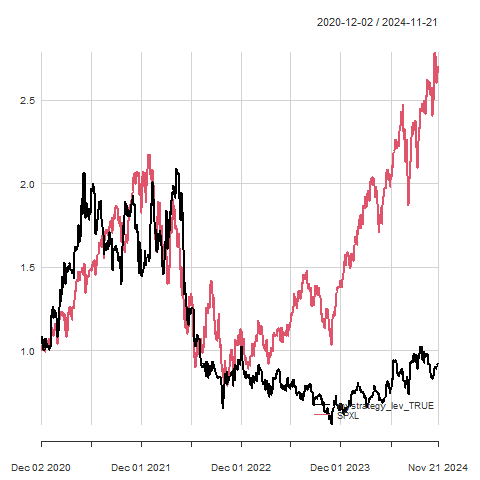 2020-12-02 / 2024-11-21
2.5
2.0
1.5
1.0
strategy_lev_TRUE
SPXL
Dec 02 2020
Dec 01 2021
Dec 01 2022
Dec 01 2023
Nov 21 2024